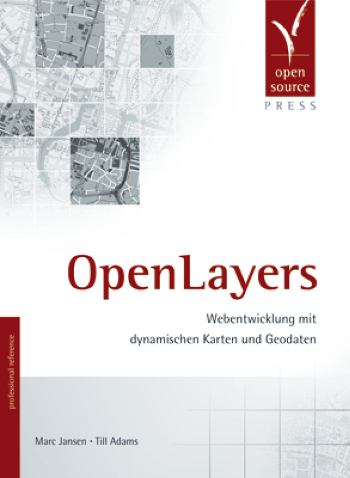 open
source
PRESS
OpenLayers
Webentwicklung mit
dynamischen Karten und Geodaten
professional reference
Marc Jansen · Till Adams